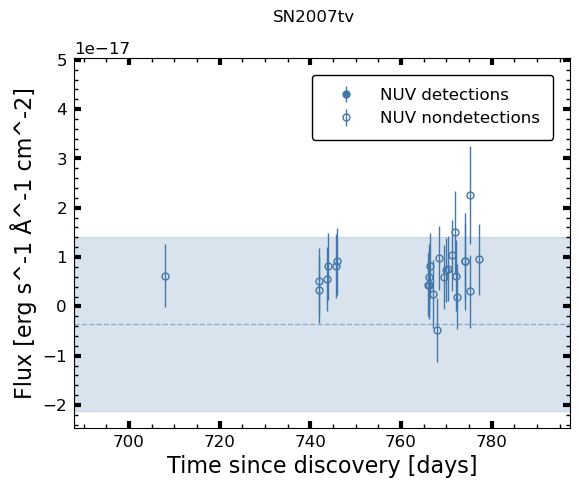 SN2007tv
1e−17
5
4
3
2
1
0
−1
−2
Flux [erg s^-1 Å^-1 cm^-2]
NUV detections
NUV nondetections
700 720 740 760 780
Time since discovery [days]